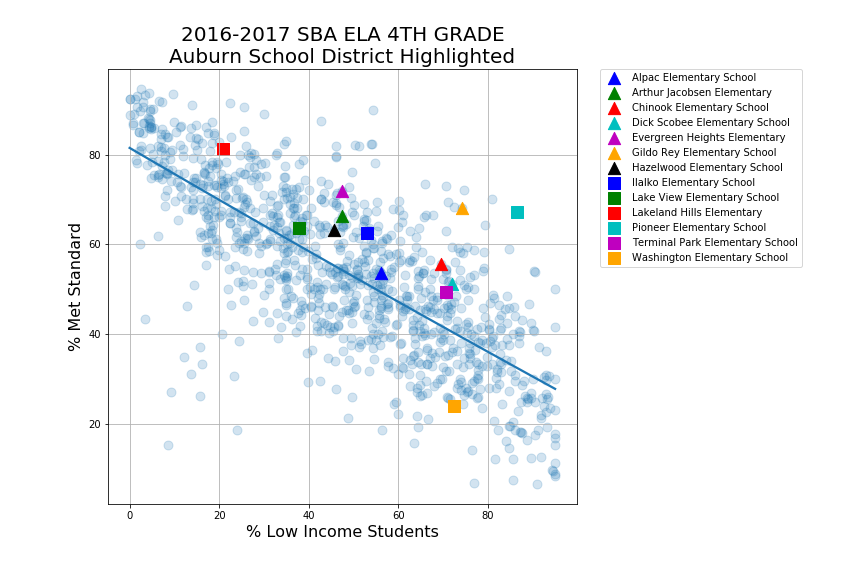 2016-2017 SBA ELA 4TH GRADE
Auburn School District Highlighted
% Met Standard
80
60
40
20
0
20
40
60
80
% Low Income Students
Alpac Elementary School
Arthur Jacobsen Elementary
Chinook Elementary School
Dick Scobee Elementary School
Evergreen Heights Elementary
Gildo Rey Elementary School
Hazelwood Elementary School
Ilalko Elementary School
Lake View Elementary School
Lakeland Hills Elementary
Pioneer Elementary School
Terminal Park Elementary School
Washington Elementary School